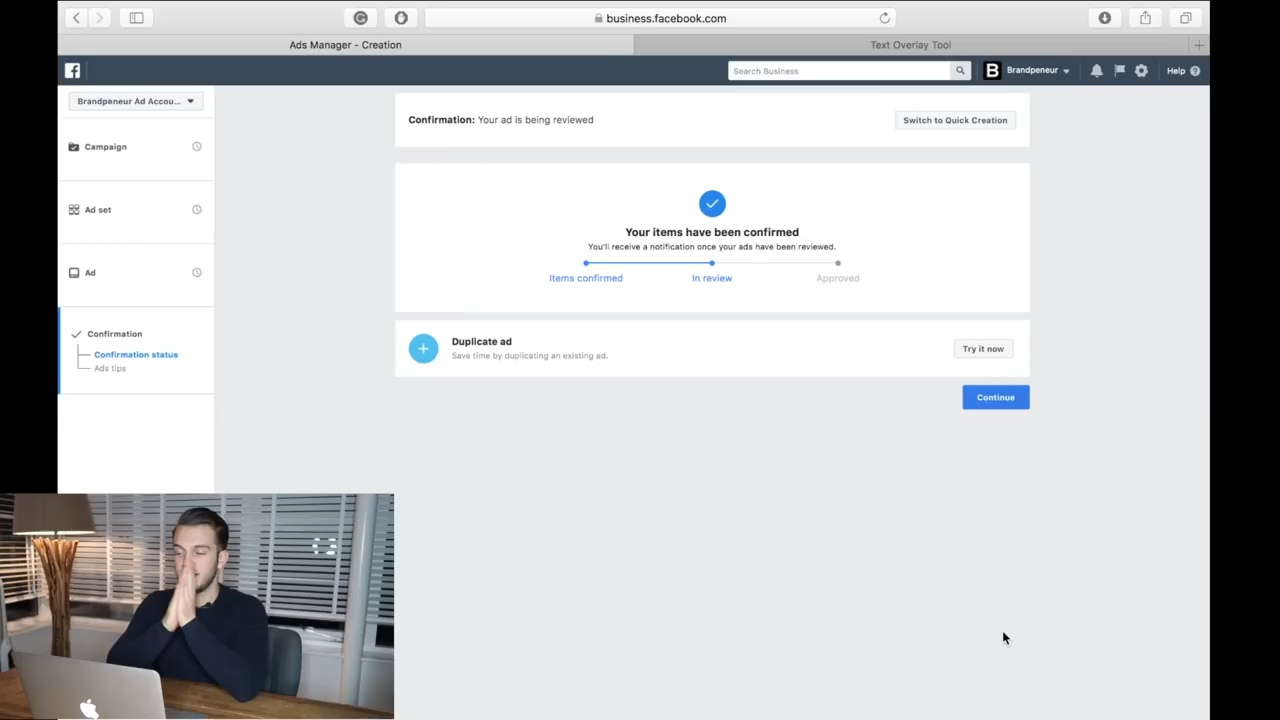 business.facebook.com
Ads Manager - Creation
Text Overlay Tool
Search Business
B
Brandpeneur
Help
Brandpeneur Ad Accou...
Campaign
Ad set
Ad
Confirmation
Confirmation status
Ads tips
Confirmation: Your ad is being reviewed
Switch to Quick Creation
Your items have been confirmed
You'll receive a notification once your ads have been reviewed.
Items confirmed
In review
Approved
Duplicate ad
Save time by duplicating an existing ad.
Try it now
Continue